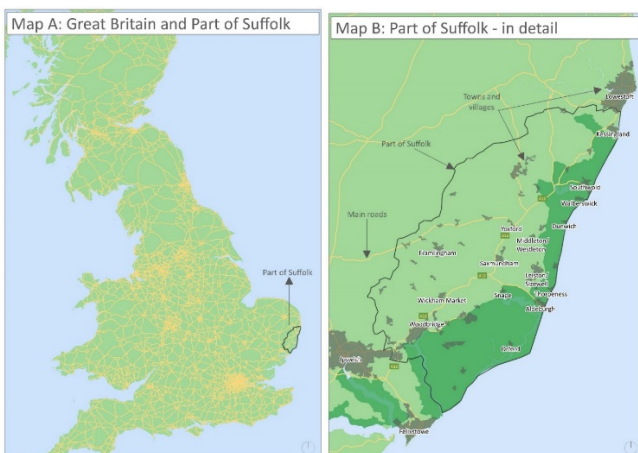 Map A: Great Britain and Part of Suffolk
Part of Suffolk
Map B: Part of Suffolk - in detail
Lowestoft
Towns and
villages
Kessingland
Part of Suffolk
Southwold
Walberswick
Main roads
Dunwich
Yoxford
Middleton/
Westleton
Framlingham
Saxmundham
Leiston/
Sizewell
Thorpeness
Wickham Market
Snape
Aldeburgh
Woodbridge
Orford
Ipswich
Felixstowe